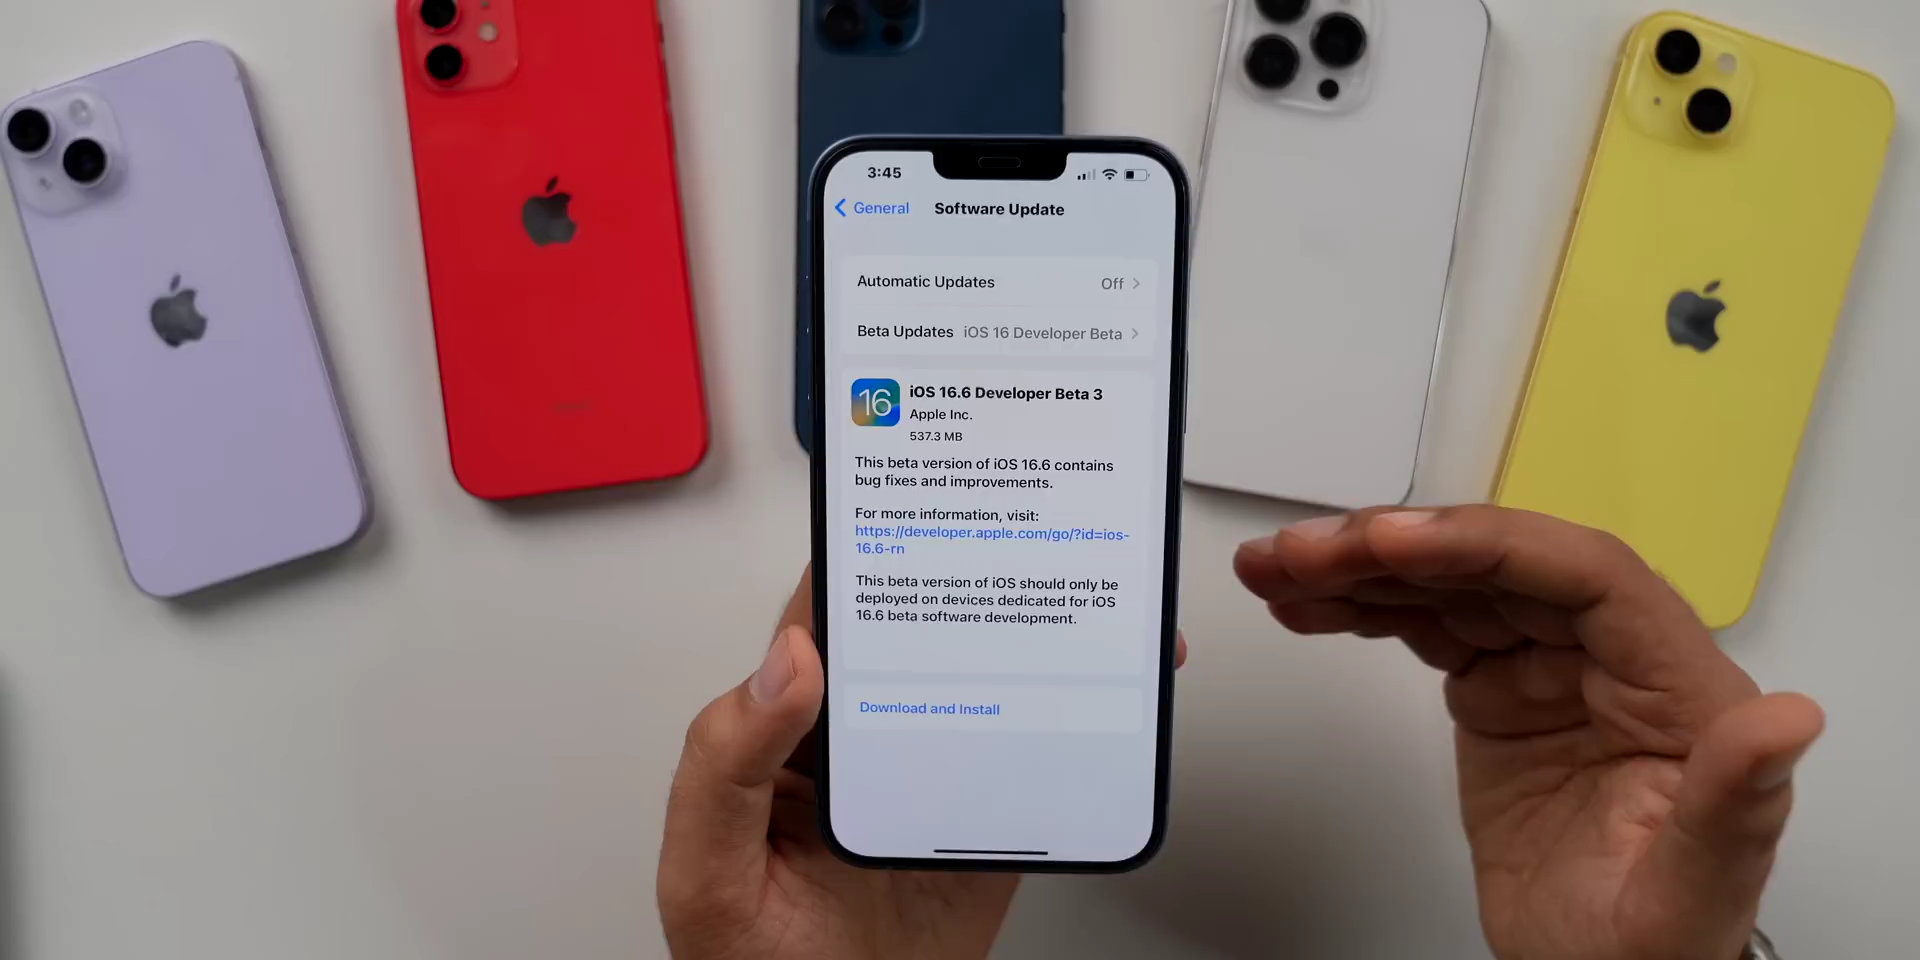 3:45
General
Software Update
Automatic Updates Off
Beta Updates iOS 16 Developer Beta
16
iOS 16.6 Developer Beta 3
Apple Inc.
537.3 MB
This beta version of iOS 16.6 contains
bug fixes and improvements.
For more information, visit:
https://developer.apple.com/go/?id=ios-
16.6-rn
This beta version of iOS should only be
deployed on devices dedicated for iOS
16.6 beta software development.
Download and Install